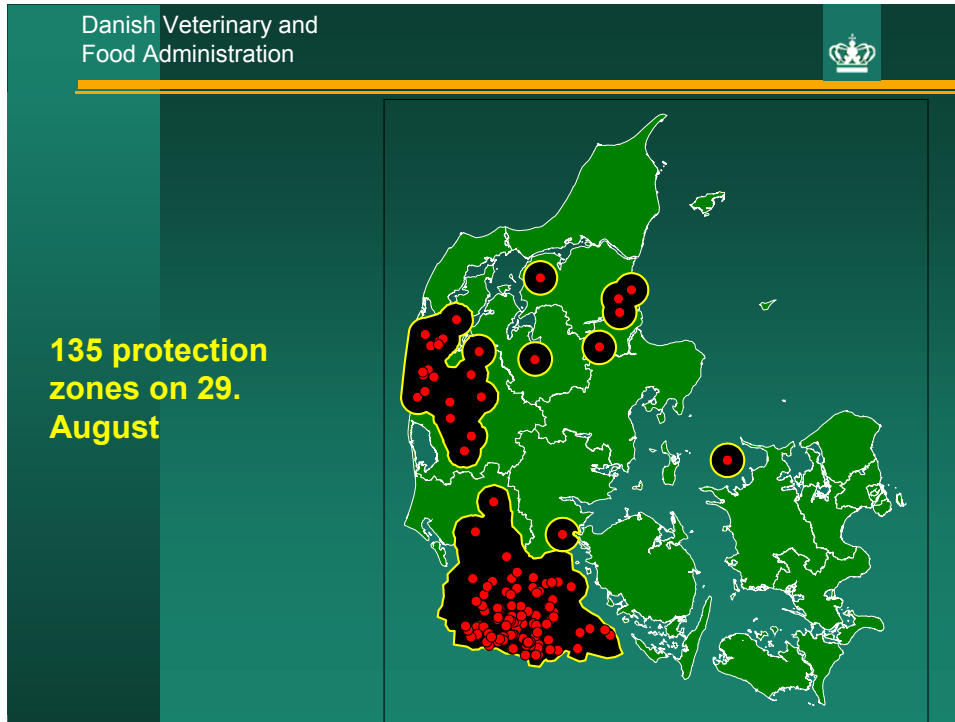 Danish Veterinary and
Food Administration
135 protection
zones on 29.
August